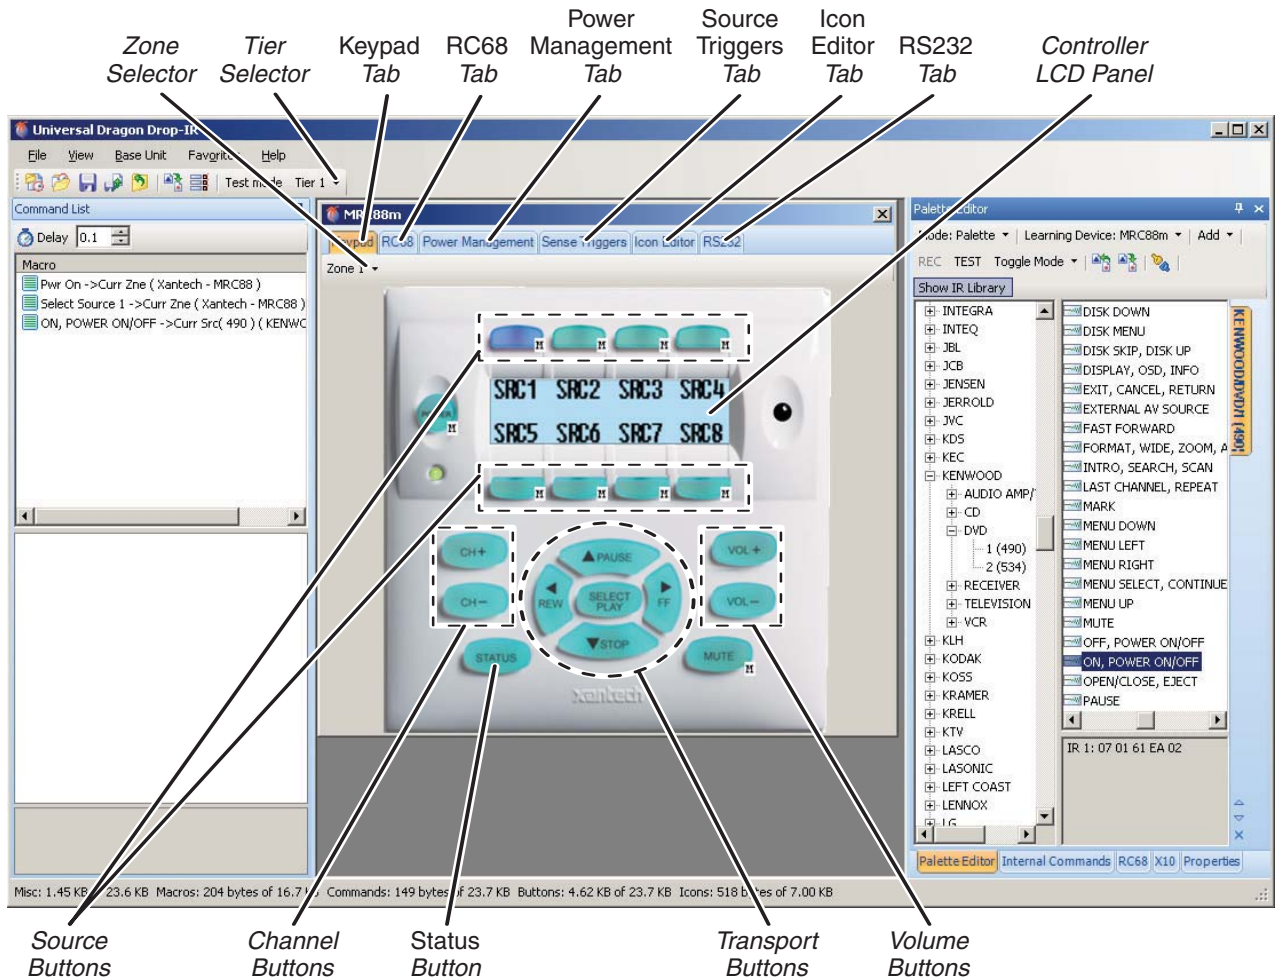 Zone Selector
Tier Selector
Keypad Tab
RC68 Tab
Power Management Tab
Source Triggers Tab
Icon Editor Tab
RS232 Tab
Controller LCD Panel
Universal Dragon Drop-IR
File View Base Unit Favorites Help
Test mode Tier 1
Command List
Delay 0.1
Macro
Pwr On ->Curr Zne ( Xantech - MRC88 )
Select Source 1 ->Curr Zne ( Xantech - MRC88 )
ON, POWER ON/OFF ->Curr Src( 490 ) ( KENWC
MRC88m
Keypad RC68 Power Management Sense Triggers Icon Editor RS232
Zone 1
M M M M
POWER
M
SRC1 SRC2 SRC3 SRC4
SRC5 SRC6 SRC7 SRC8
M M M M
CH+
CH-
PAUSE
REW
SELECT PLAY
FF
STOP
VOL +
VOL-
STATUS
MUTE
M
xantech
Palette Editor
Mode: Palette Learning Device: MRC88m Add
REC TEST Toggle Mode
Show IR Library
INTEGRA
INTEQ
JBL
JCB
JENSEN
JERROLD
JVC
KDS
KEC
KENWOOD
AUDIO AMP/
CD
DVD
1 (490)
2 (534)
RECEIVER
TELEVISION
VCR
KLH
KODAK
KOSS
KRAMER
KRELL
KTV
LASCO
LASONIC
LEFT COAST
LENNOX
LG
DISK DOWN
DISK MENU
DISK SKIP, DISK UP
DISPLAY, OSD, INFO
EXIT, CANCEL, RETURN
EXTERNAL AV SOURCE
FAST FORWARD
FORMAT, WIDE, ZOOM, A
INTRO, SEARCH, SCAN
LAST CHANNEL, REPEAT
MARK
MENU DOWN
MENU LEFT
MENU RIGHT
MENU SELECT, CONTINUE
MENU UP
MUTE
OFF, POWER ON/OFF
ON, POWER ON/OFF
OPEN/CLOSE, EJECT
PAUSE
KENWOOD\DVD\1 (490)
IR 1: 07 01 61 EA 02
Palette Editor Internal Commands RC68 X10 Properties
Misc: 1.45 KB 23.6 KB Macros: 204 bytes of 16.7 Commands: 149 bytes of 23.7 KB Buttons: 4.62 KB of 23.7 KB Icons: 518 bytes of 7.00 KB
Source Buttons
Channel Buttons
Status Button
Transport Buttons
Volume Buttons